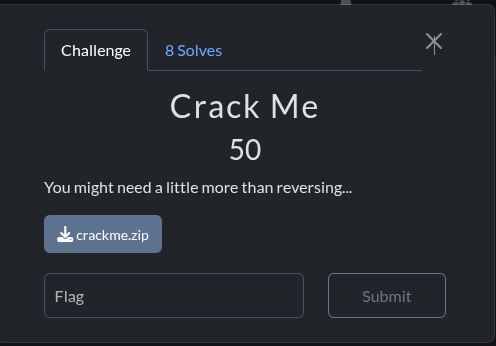 Challenge 8 Solves
Crack Me
50
You might need a little more than reversing...
crackme.zip
Flag Submit